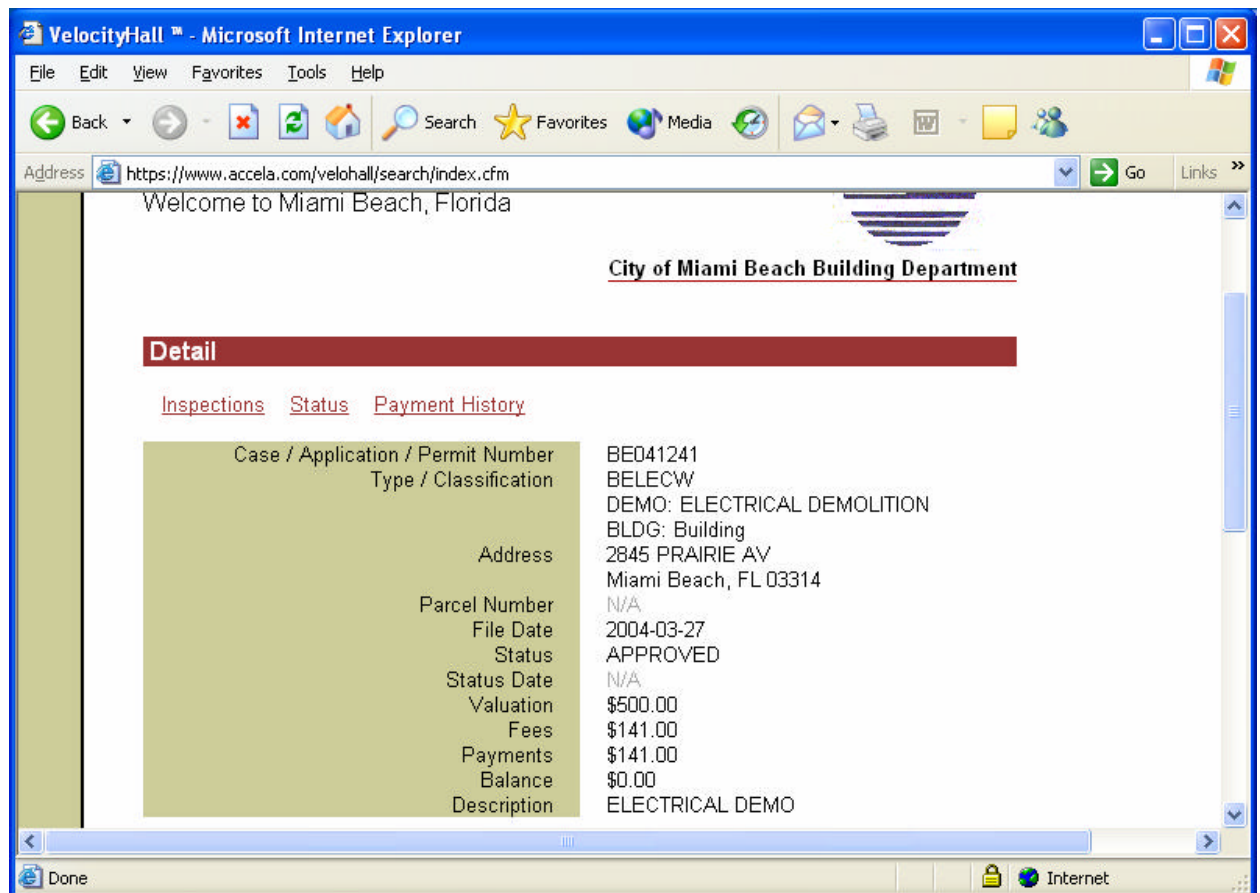 VelocityHall ™ - Microsoft Internet Explorer
File Edit View Favorites Tools Help
Back Search Favorites Media W
Address https://www.accela.com/velohall/search/index.cfm Go Links »
Welcome to Miami Beach, Florida
City of Miami Beach Building Department
Detail
Inspections Status Payment History
Case / Application / Permit Number BE041241
Type / Classification BELECW
DEMO: ELECTRICAL DEMOLITION
BLDG: Building
Address 2845 PRAIRIE AV
Miami Beach, FL 03314
Parcel Number N/A
File Date 2004-03-27
Status APPROVED
Status Date N/A
Valuation $500.00
Fees $141.00
Payments $141.00
Balance $0.00
Description ELECTRICAL DEMO
Done Internet